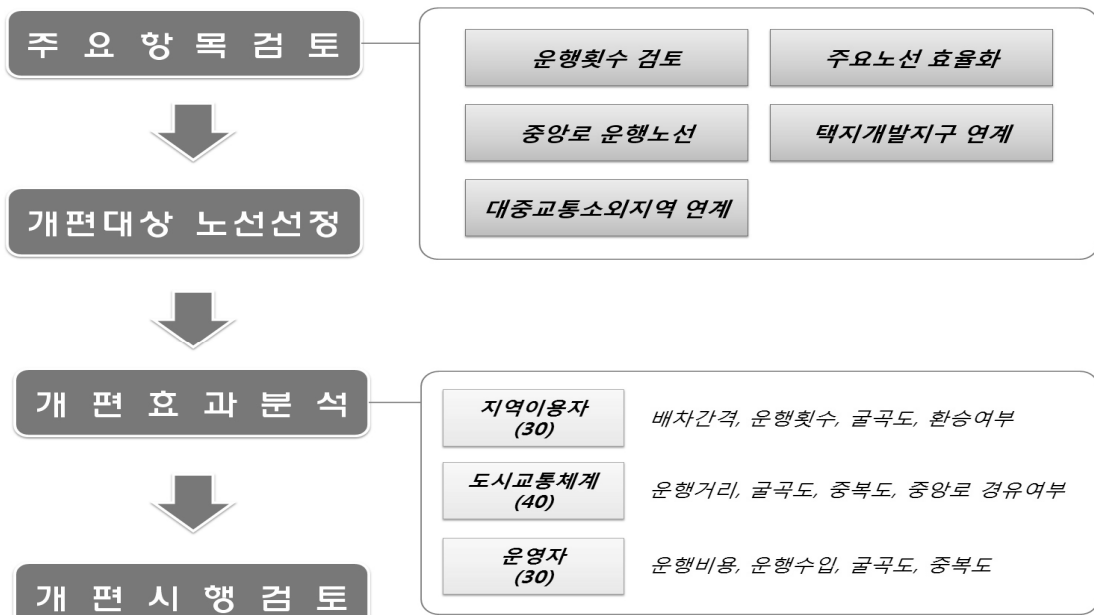 주요항목검토
운행횟수 검토
주요노선 효율화
중앙로 운행노선
택지개발지구 연계
대중교통소외지역 연계
개편대상 노선선정
개편효과분석
지역이용자
(30)
배차간격, 운행횟수, 굴곡도, 환승여부
도시교통체계
(40)
운행거리, 굴곡도, 중복도, 중앙로 경유여부
운영자
(30)
운행비용, 운행수입, 굴곡도, 중복도
개편시행검토